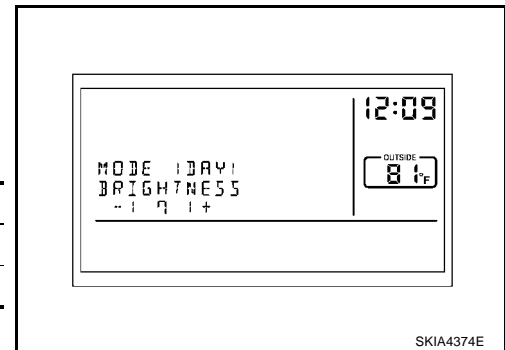 12:09
OUTSIDE
81°F
MODE [DAY]
BRIGHTNESS
-[ 7 ]+
SKIA4374E